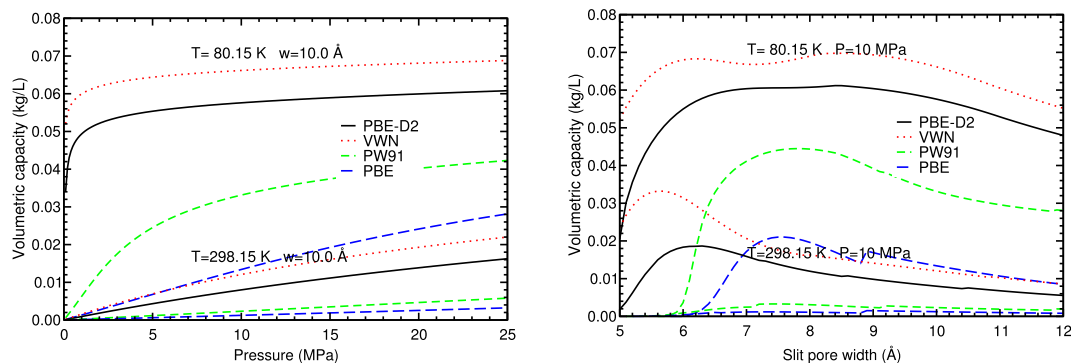 0.08
0.07
0.06
0.05
0.04
0.03
0.02
0.01
0.00
Volumetric capacity (kg/L)
T= 80.15 K w=10.0 Å
PBE-D2
VWN
PW91
PBE
T=298.15 K w=10.0 Å
0
5
10
15
20
25
Pressure (MPa)
0.08
0.07
0.06
0.05
0.04
0.03
0.02
0.01
0.00
Volumetric capacity (kg/L)
T= 80.15 K P=10 MPa
PBE-D2
VWN
PW91
PBE
T=298.15 K P=10 MPa
5
6
7
8
9
10
11
12
Slit pore width (Å)